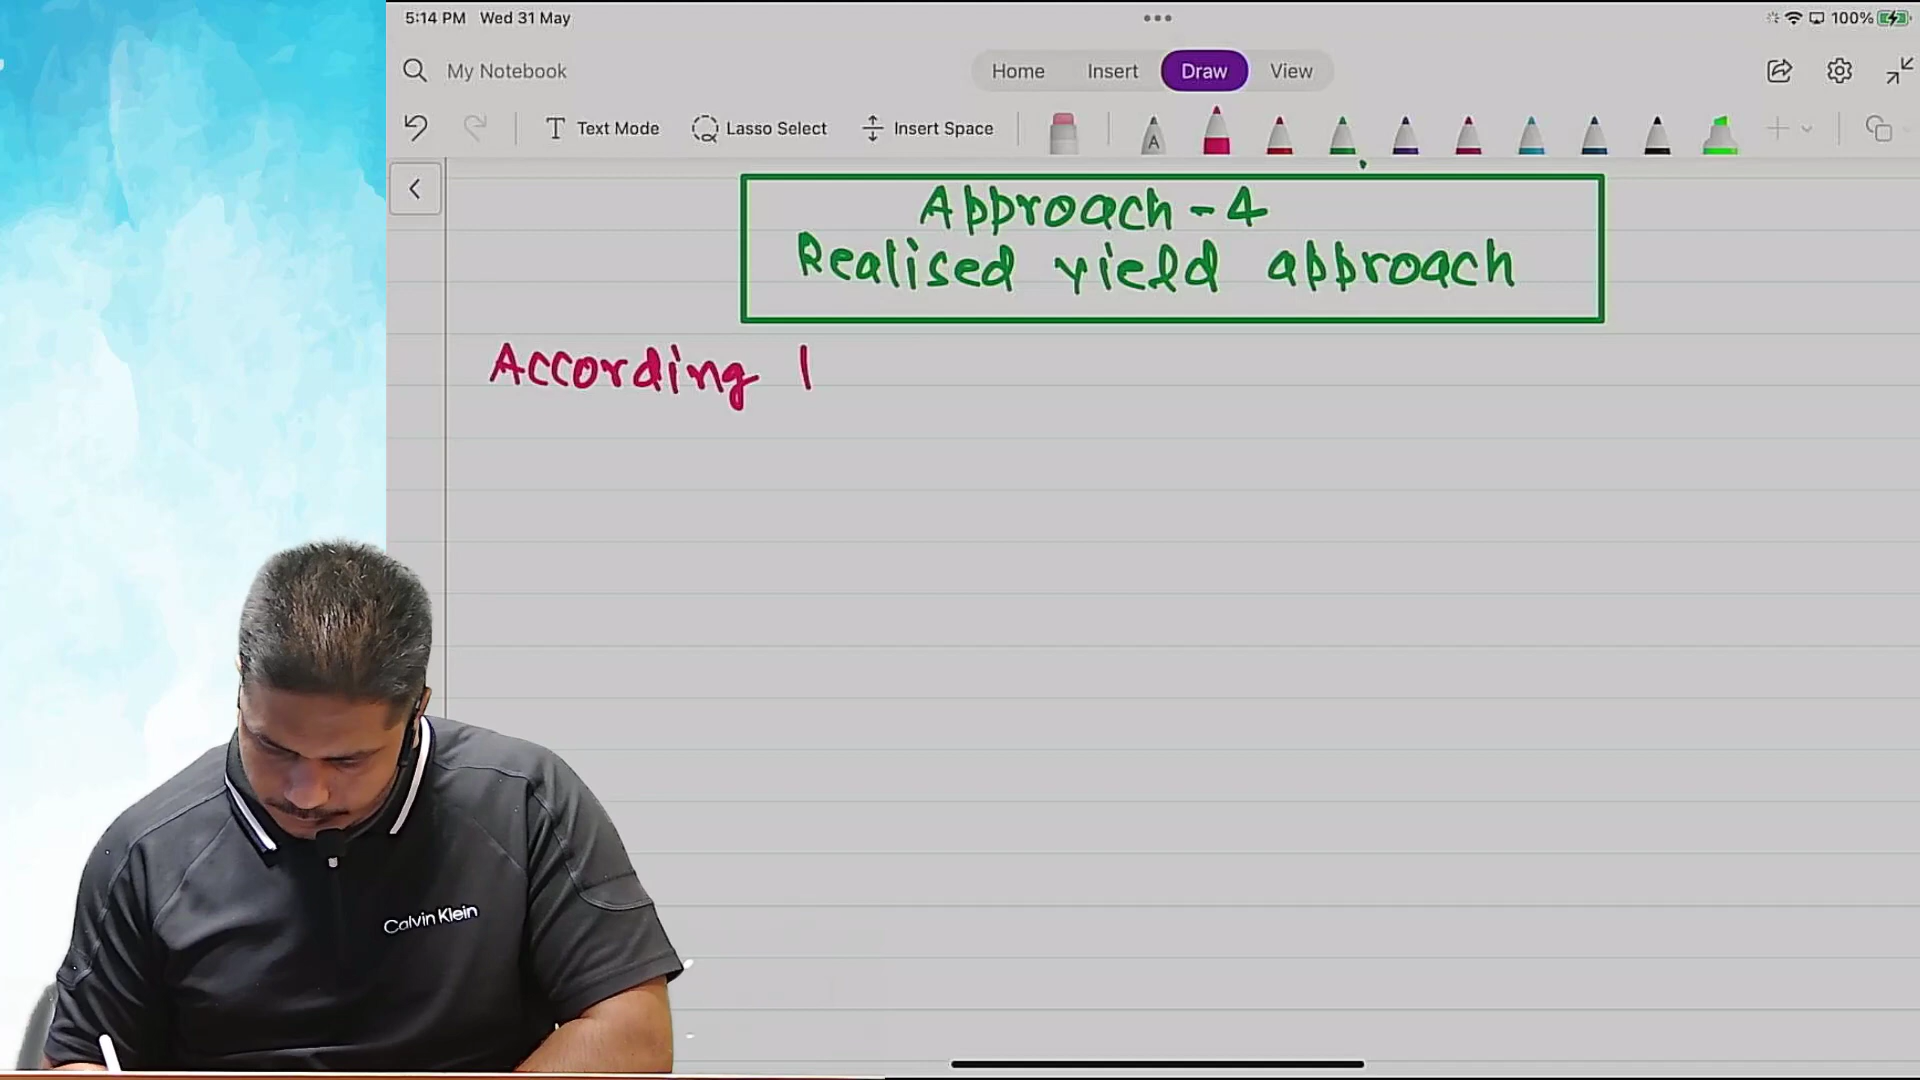 5:14 PM Wed 31 May
100%
My Notebook
Home Insert Draw View
Text Mode Lasso Select Insert Space
A
Approach - 4
Realised yield approach
According
Calvin Klein